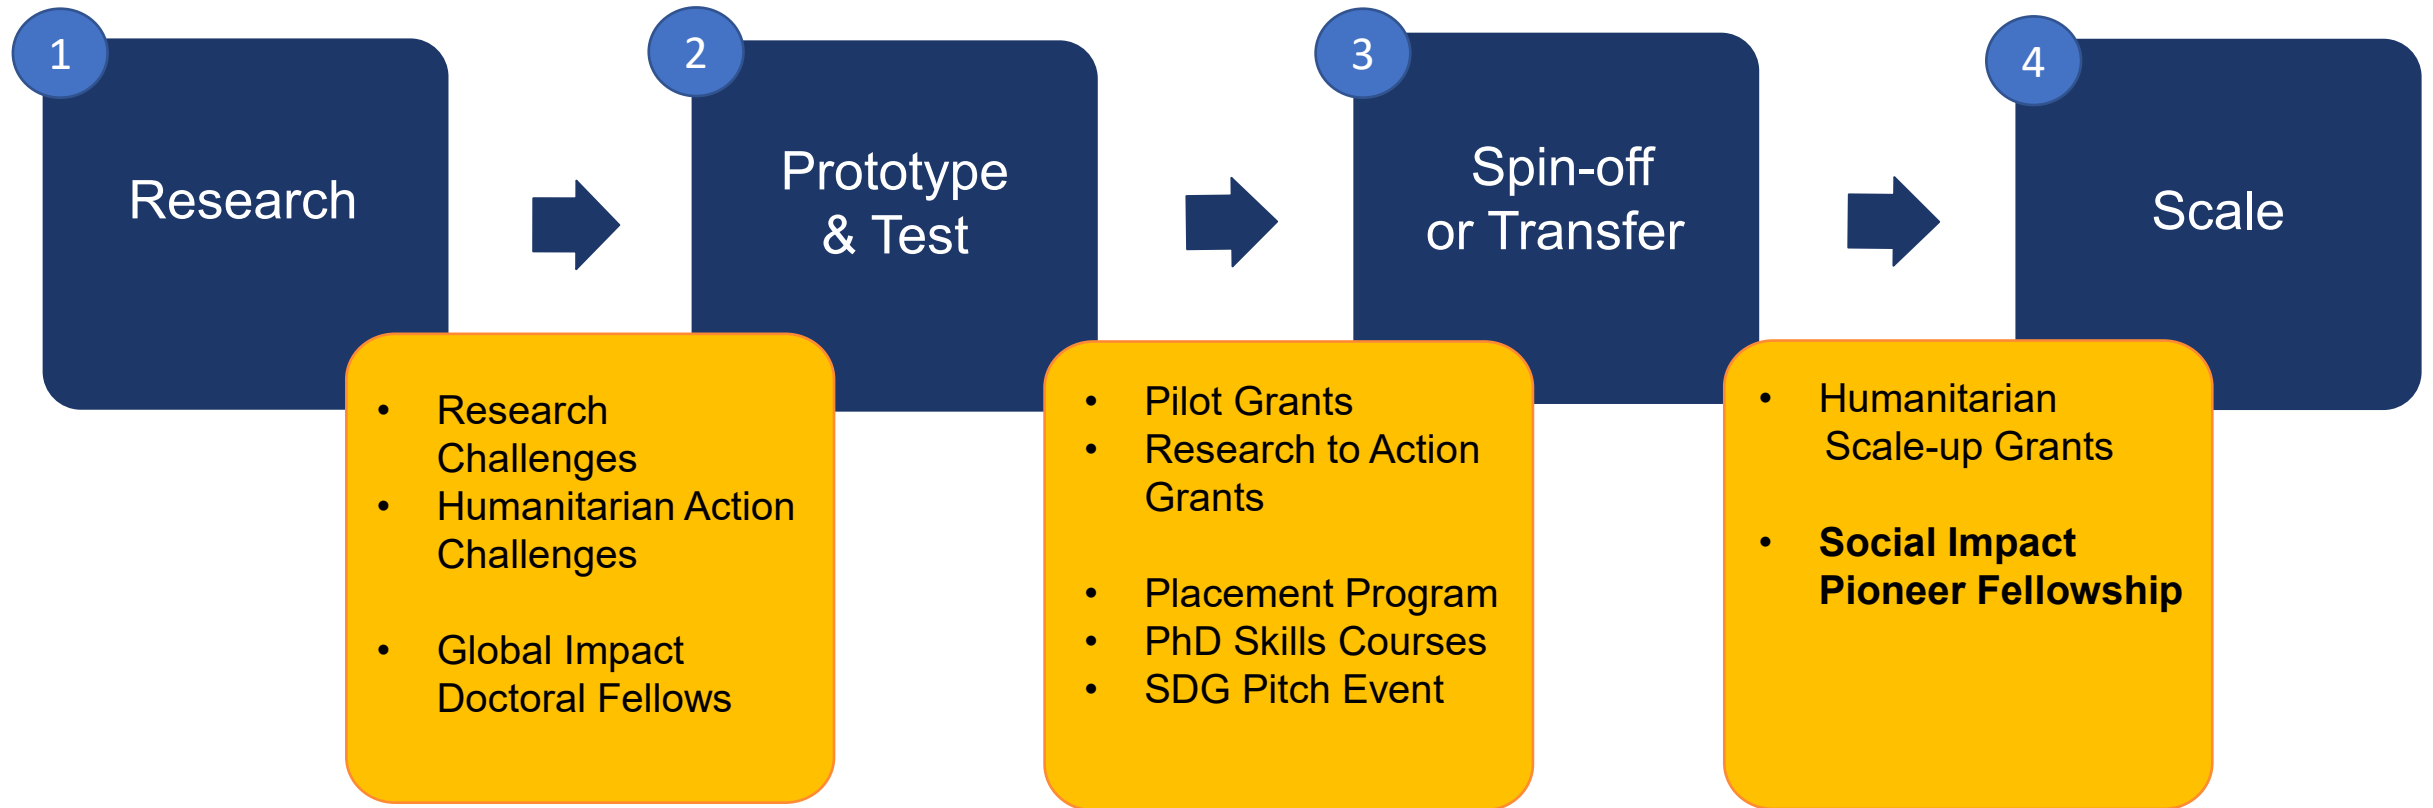 1
Research
2
Prototype
& Test
3
Spin-off
or Transfer
4
Scale
• Research
Challenges
• Humanitarian Action
Challenges
• Global Impact
Doctoral Fellows
• Pilot Grants
• Research to Action
Grants
• Placement Program
• PhD Skills Courses
• SDG Pitch Event
• Humanitarian
Scale-up Grants
• Social Impact
Pioneer Fellowship